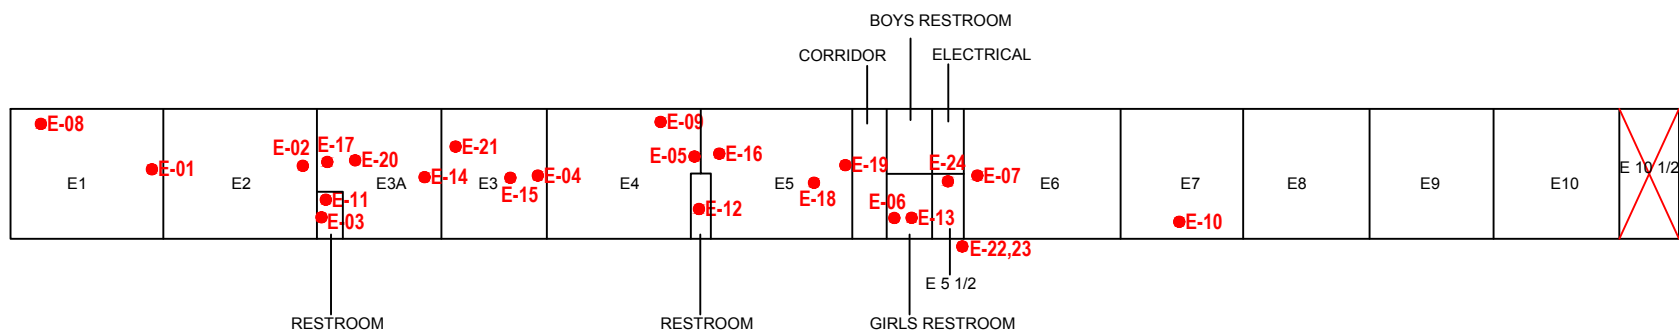 BOYS RESTROOM
CORRIDOR
ELECTRICAL
E-08
E-09
E-02
E-17
E-20
E-21
E-05
E-16
E-01
E-14
E-15
E-04
E-19
E-24
E-07
E 10 1/2
E1
E2
E3A
E3
E4
E5
E6
E7
E8
E9
E10
E-18
E-11
E-03
E-12
E-06
E-13
E-10
E-22,23
E 5 1/2
RESTROOM
RESTROOM
GIRLS RESTROOM